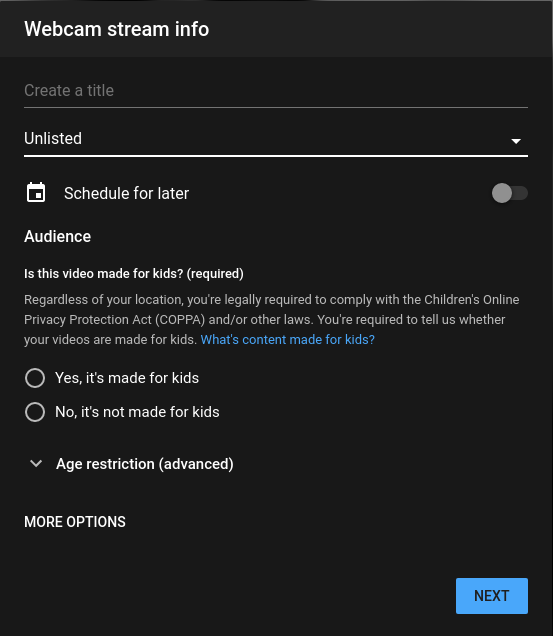 Webcam stream info
Create a title
Unlisted
Schedule for later
Audience
Is this video made for kids? (required)
Regardless of your location, you're legally required to comply with the Children's Online
Privacy Protection Act (COPPA) and/or other laws. You're required to tell us whether
your videos are made for kids. What's content made for kids?
Yes, it's made for kids
No, it's not made for kids
Age restriction (advanced)
MORE OPTIONS
NEXT